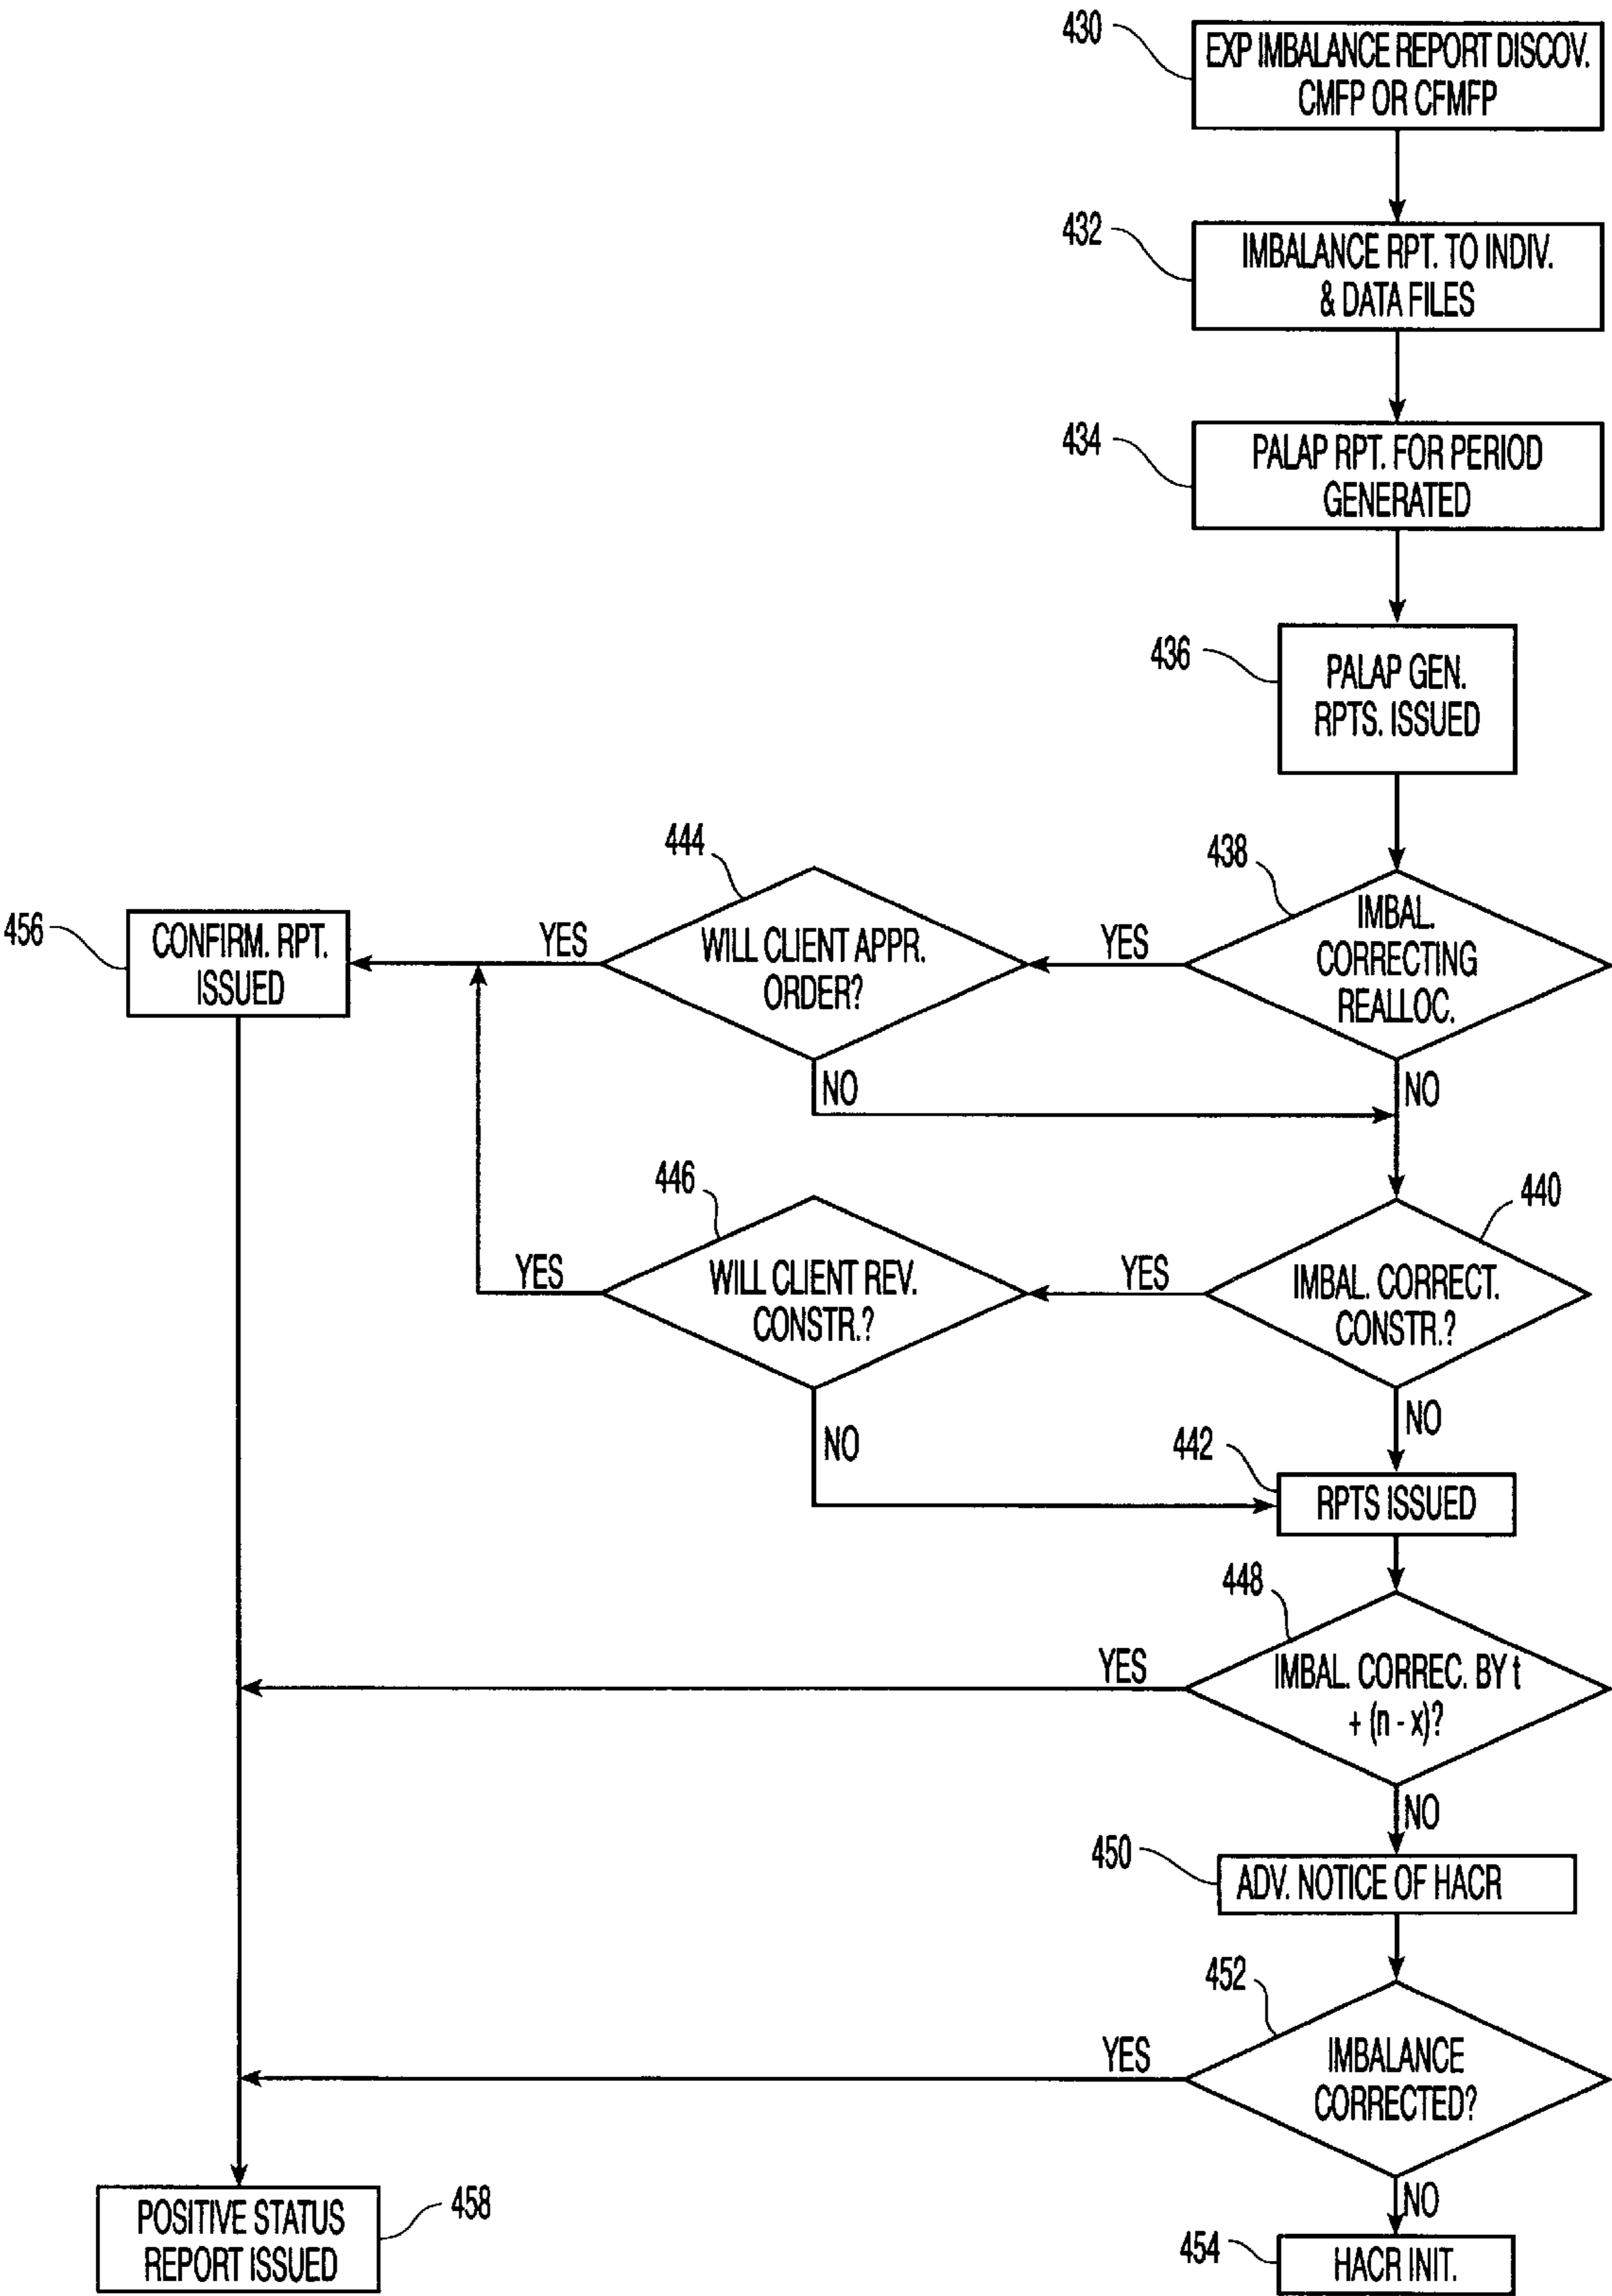 430
EXP IMBALANCE REPORT DISCOV.
CMFP OR CFMFP
432
IMBALANCE RPT. TO INDIV.
& DATA FILES
434
PALAP RPT. FOR PERIOD
GENERATED
436
PALAP GEN.
RPTS. ISSUED
438
IMBAL.
CORRECTING
REALLOC.
YES
NO
444
WILL CLIENT APPR.
ORDER?
YES
NO
456
CONFIRM. RPT.
ISSUED
440
IMBAL. CORRECT.
CONSTR.?
YES
NO
446
WILL CLIENT REV.
CONSTR.?
YES
NO
442
RPTS ISSUED
448
IMBAL. CORREC. BY t
+ (n - x)?
YES
NO
450
ADV. NOTICE OF HACR
452
IMBALANCE
CORRECTED?
YES
NO
458
POSITIVE STATUS
REPORT ISSUED
454
HACR INIT.